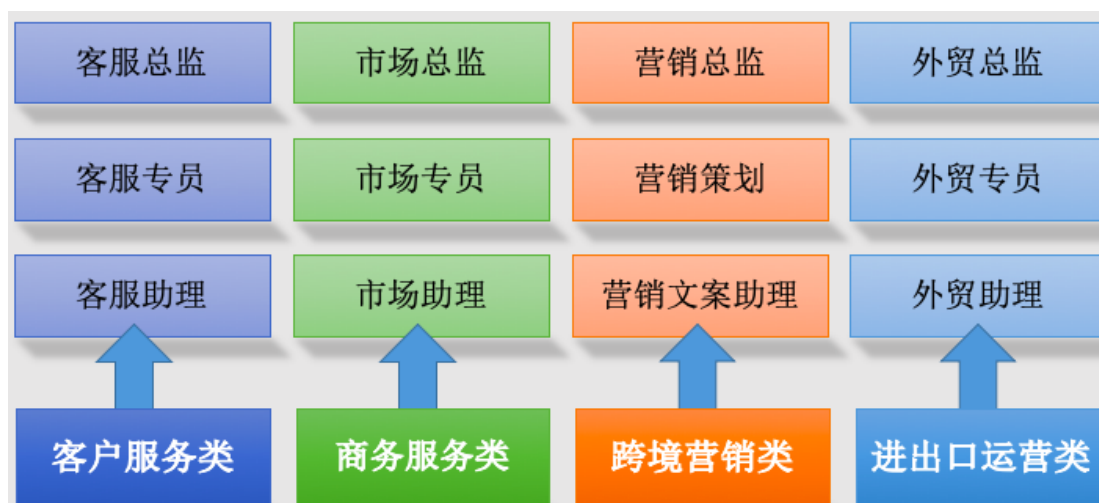 客服总监 市场总监 营销总监 外贸总监
客服专员 市场专员 营销策划 外贸专员
客服助理 市场助理 营销文案助理 外贸助理
客户服务类 商务服务类 跨境营销类 进出口运营类